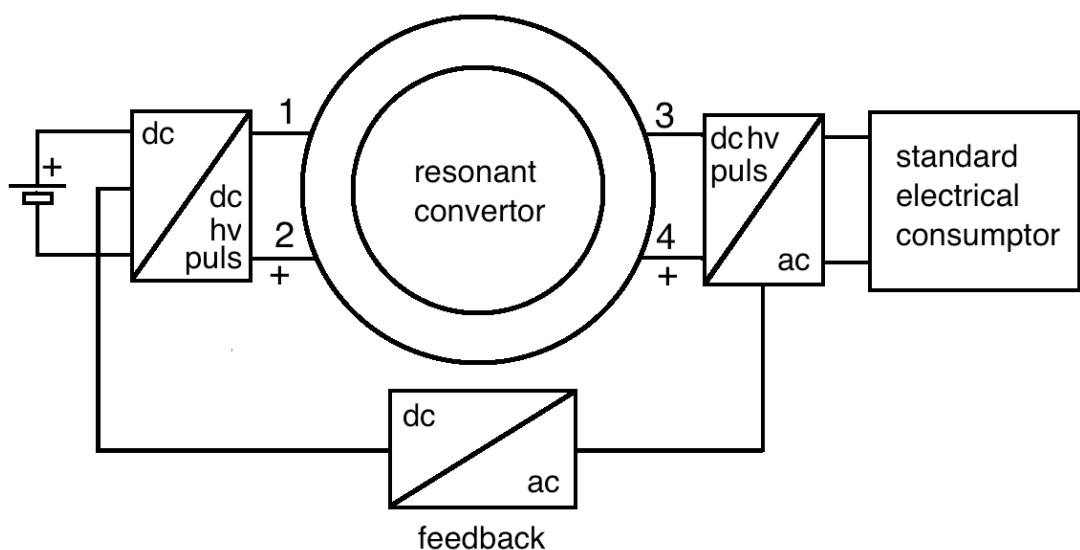 +
dc
dc
hv
puls
1
2
+
resonant
convertor
3
4
+
dc hv
puls
ac
standard
electrical
consumptor
dc
ac
feedback